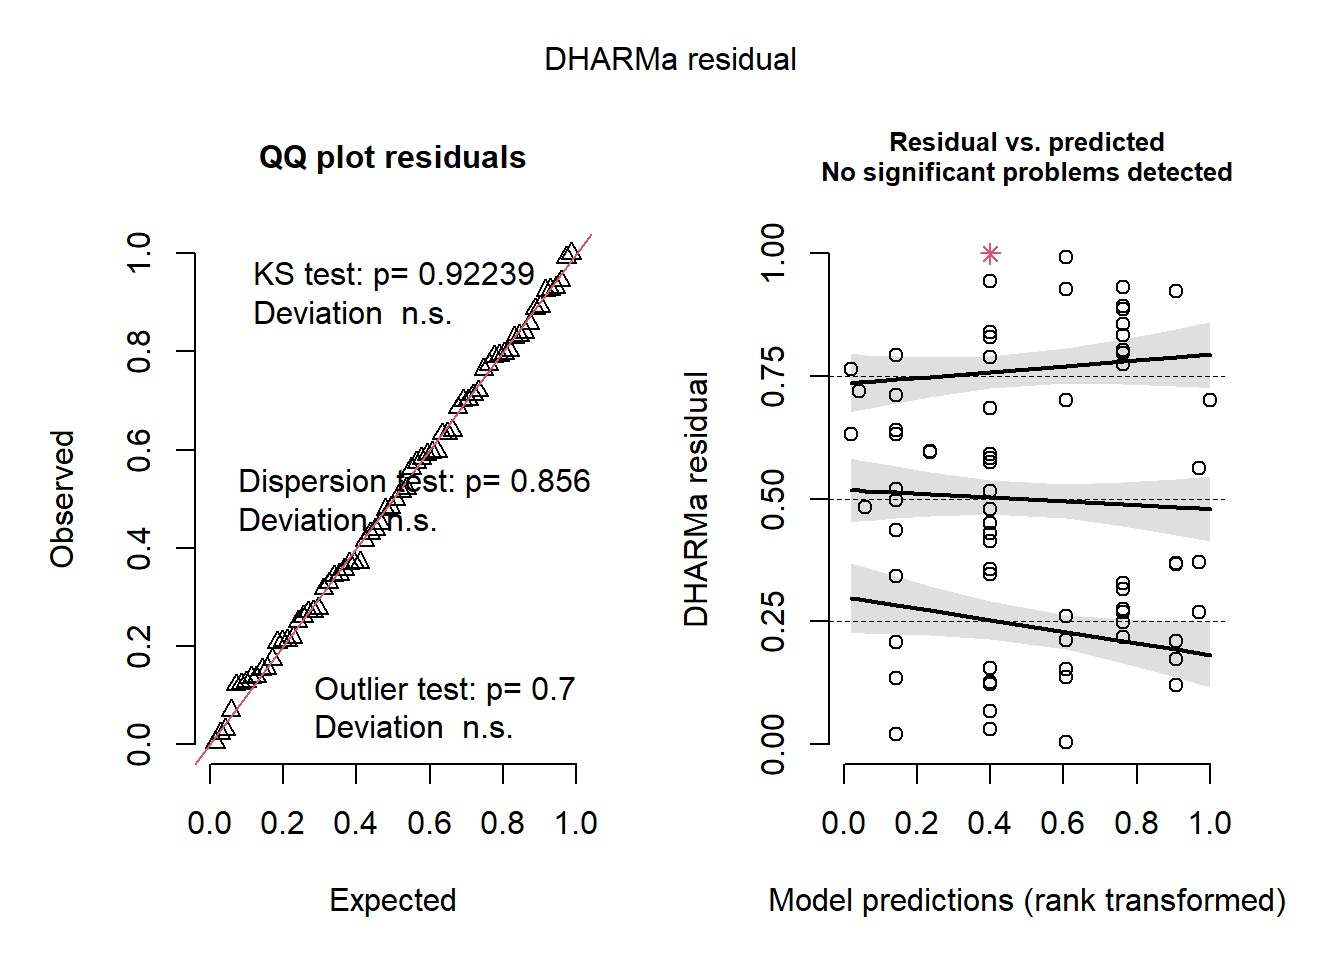 DHARMa residual
QQ plot residuals
KS test: p= 0.92239
Deviation  n.s.
Dispersion test: p= 0.856
Deviation  n.s.
Outlier test: p= 0.7
Deviation  n.s.
Observed
0.0
0.2
0.4
0.6
0.8
1.0
0.0 0.2 0.4 0.6 0.8 1.0
Expected
Residual vs. predicted
No significant problems detected
DHARMa residual
0.00
0.25
0.50
0.75
1.00
0.0 0.2 0.4 0.6 0.8 1.0
Model predictions (rank transformed)